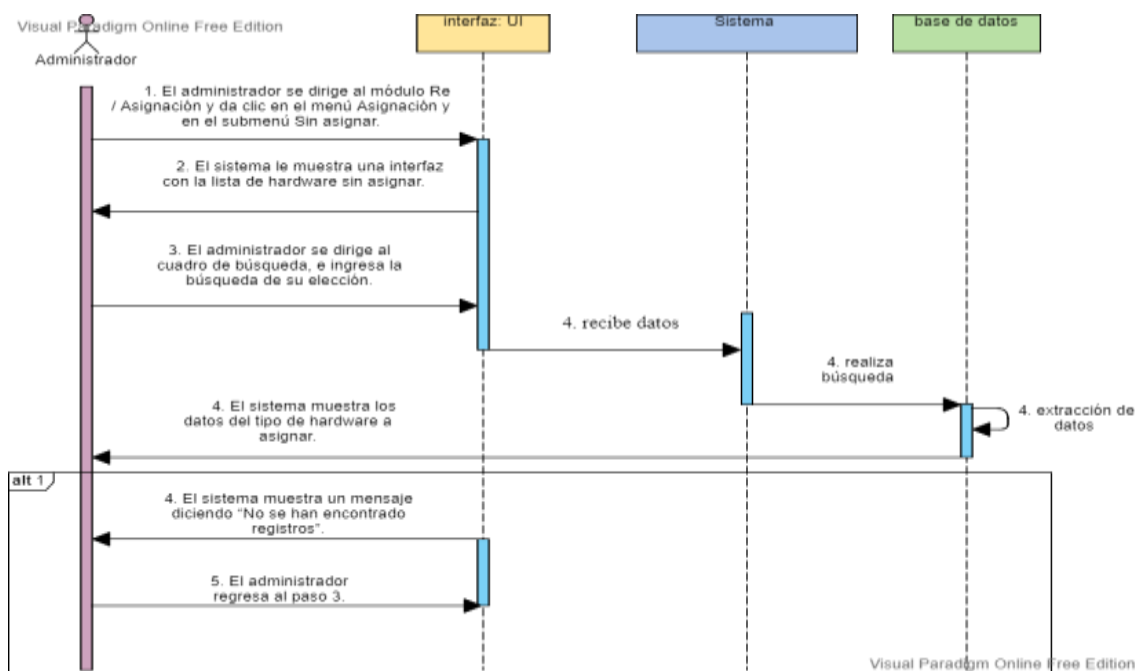 Visual Paradigm Online Free Edition
interfaz: UI
Sistema
base de datos
Administrador
1. El administrador se dirige al módulo Re
/ Asignación y da clic en el menú Asignación y
en el submenú Sin asignar.
2. El sistema le muestra una interfaz
con la lista de hardware sin asignar.
3. El administrador se dirige al
cuadro de búsqueda, e ingresa la
búsqueda de su elección.
4. recibe datos
4. realiza
búsqueda
4. extracción de
datos
4. El sistema muestra los
datos del tipo de hardware a
asignar.
alt 1
4. El sistema muestra un mensaje
diciendo “No se han encontrado
registros”.
5. El administrador
regresa al paso 3.
Visual Paradigm Online Free Edition